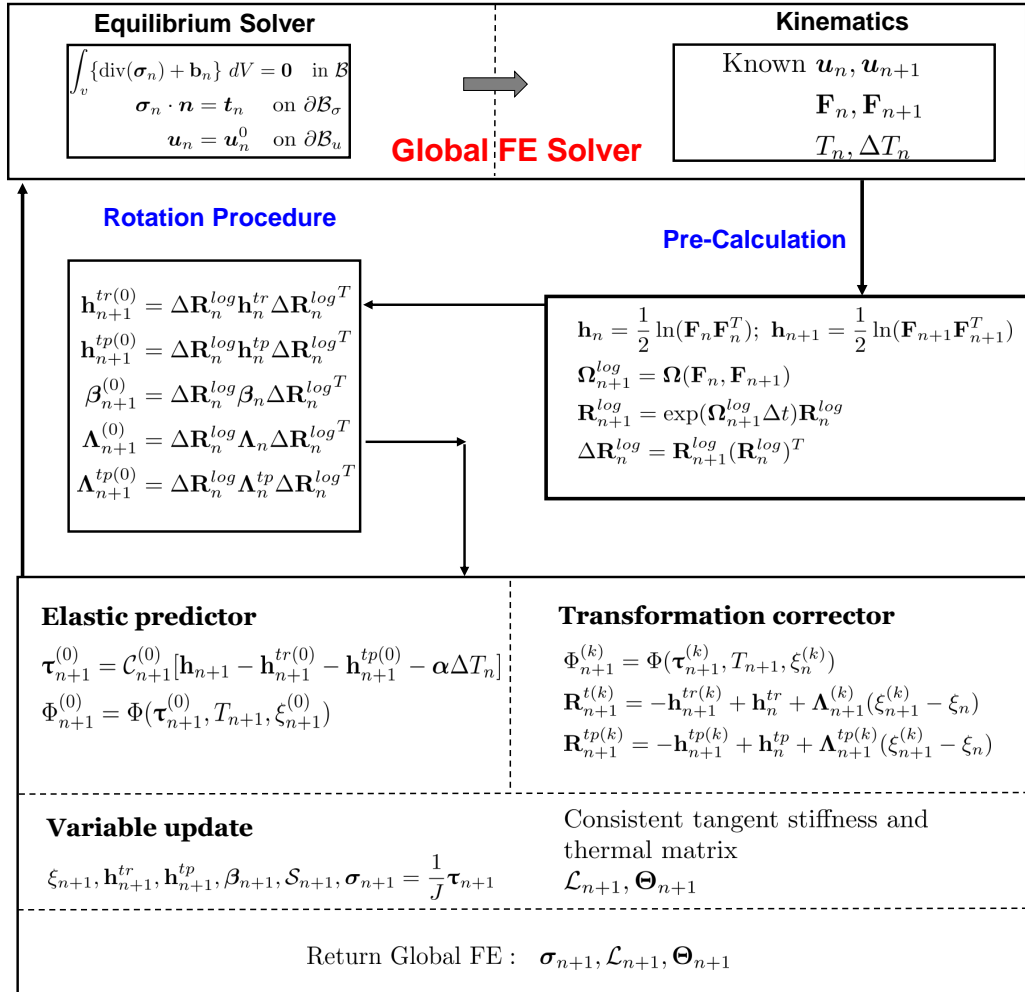 Equilibrium Solver
∫_v {div(σ_n) + b_n} dV = 0 in ℬ
σ_n · n = t_n on ∂ℬ_σ
u_n = u_n^0 on ∂ℬ_u
Kinematics
Known u_n, u_{n+1}
F_n, F_{n+1}
T_n, ΔT_n
Global FE Solver
Rotation Procedure
h_{n+1}^{tr(0)} = ΔR_n^{log} h_n^{tr} ΔR_n^{log T}
h_{n+1}^{tp(0)} = ΔR_n^{log} h_n^{tp} ΔR_n^{log T}
β_{n+1}^{(0)} = ΔR_n^{log} β_n ΔR_n^{log T}
Λ_{n+1}^{(0)} = ΔR_n^{log} Λ_n ΔR_n^{log T}
Λ_{n+1}^{tp(0)} = ΔR_n^{log} Λ_n^{tp} ΔR_n^{log T}
Pre-Calculation
h_n = \frac{1}{2} ln(F_n F_n^T); h_{n+1} = \frac{1}{2} ln(F_{n+1} F_{n+1}^T)
Ω_{n+1}^{log} = Ω(F_n, F_{n+1})
R_{n+1}^{log} = exp(Ω_{n+1}^{log} Δt) R_n^{log}
ΔR_n^{log} = R_{n+1}^{log} (R_n^{log})^T
Elastic predictor
τ_{n+1}^{(0)} = 𝒞_{n+1}^{(0)} [h_{n+1} − h_{n+1}^{tr(0)} − h_{n+1}^{tp(0)} − αΔT_n]
Φ_{n+1}^{(0)} = Φ(τ_{n+1}^{(0)}, T_{n+1}, ξ_{n+1}^{(0)})
Transformation corrector
Φ_{n+1}^{(k)} = Φ(τ_{n+1}^{(k)}, T_{n+1}, ξ_n^{(k)})
R_{n+1}^{t(k)} = −h_{n+1}^{tr(k)} + h_n^{tr} + Λ_{n+1}^{(k)} (ξ_{n+1}^{(k)} − ξ_n)
R_{n+1}^{tp(k)} = −h_{n+1}^{tp(k)} + h_n^{tp} + Λ_{n+1}^{tp(k)} (ξ_{n+1}^{(k)} − ξ_n)
Variable update
ξ_{n+1}, h_{n+1}^{tr}, h_{n+1}^{tp}, β_{n+1}, 𝒮_{n+1}, σ_{n+1} = \frac{1}{J} τ_{n+1}
Consistent tangent stiffness and
thermal matrix
ℒ_{n+1}, Θ_{n+1}
Return Global FE : σ_{n+1}, ℒ_{n+1}, Θ_{n+1}